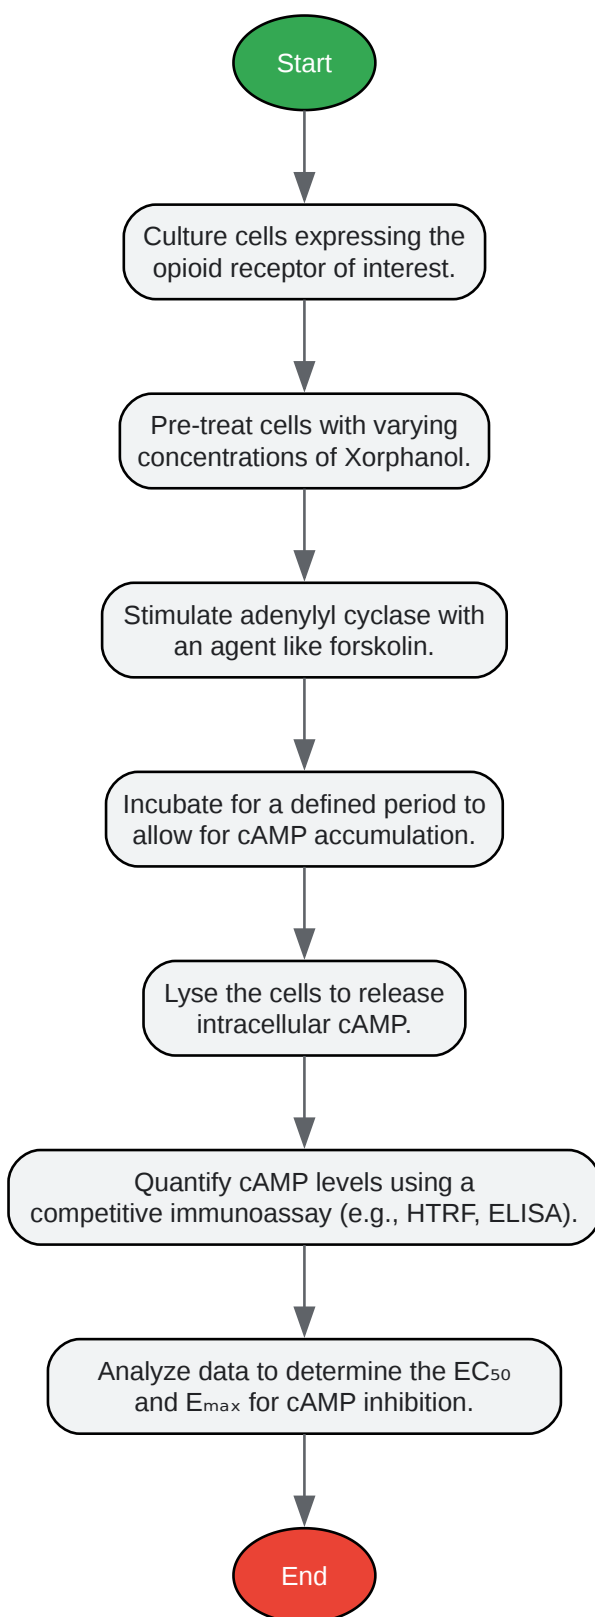 Start
Culture cells expressing the
opioid receptor of interest.
Pre-treat cells with varying
concentrations of Xorphanol.
Stimulate adenylyl cyclase with
an agent like forskolin.
Incubate for a defined period to
allow for cAMP accumulation.
Lyse the cells to release
intracellular cAMP.
Quantify cAMP levels using a
competitive immunoassay (e.g., HTRF, ELISA).
Analyze data to determine the EC₅₀
and Eₘₐₓ for cAMP inhibition.
End